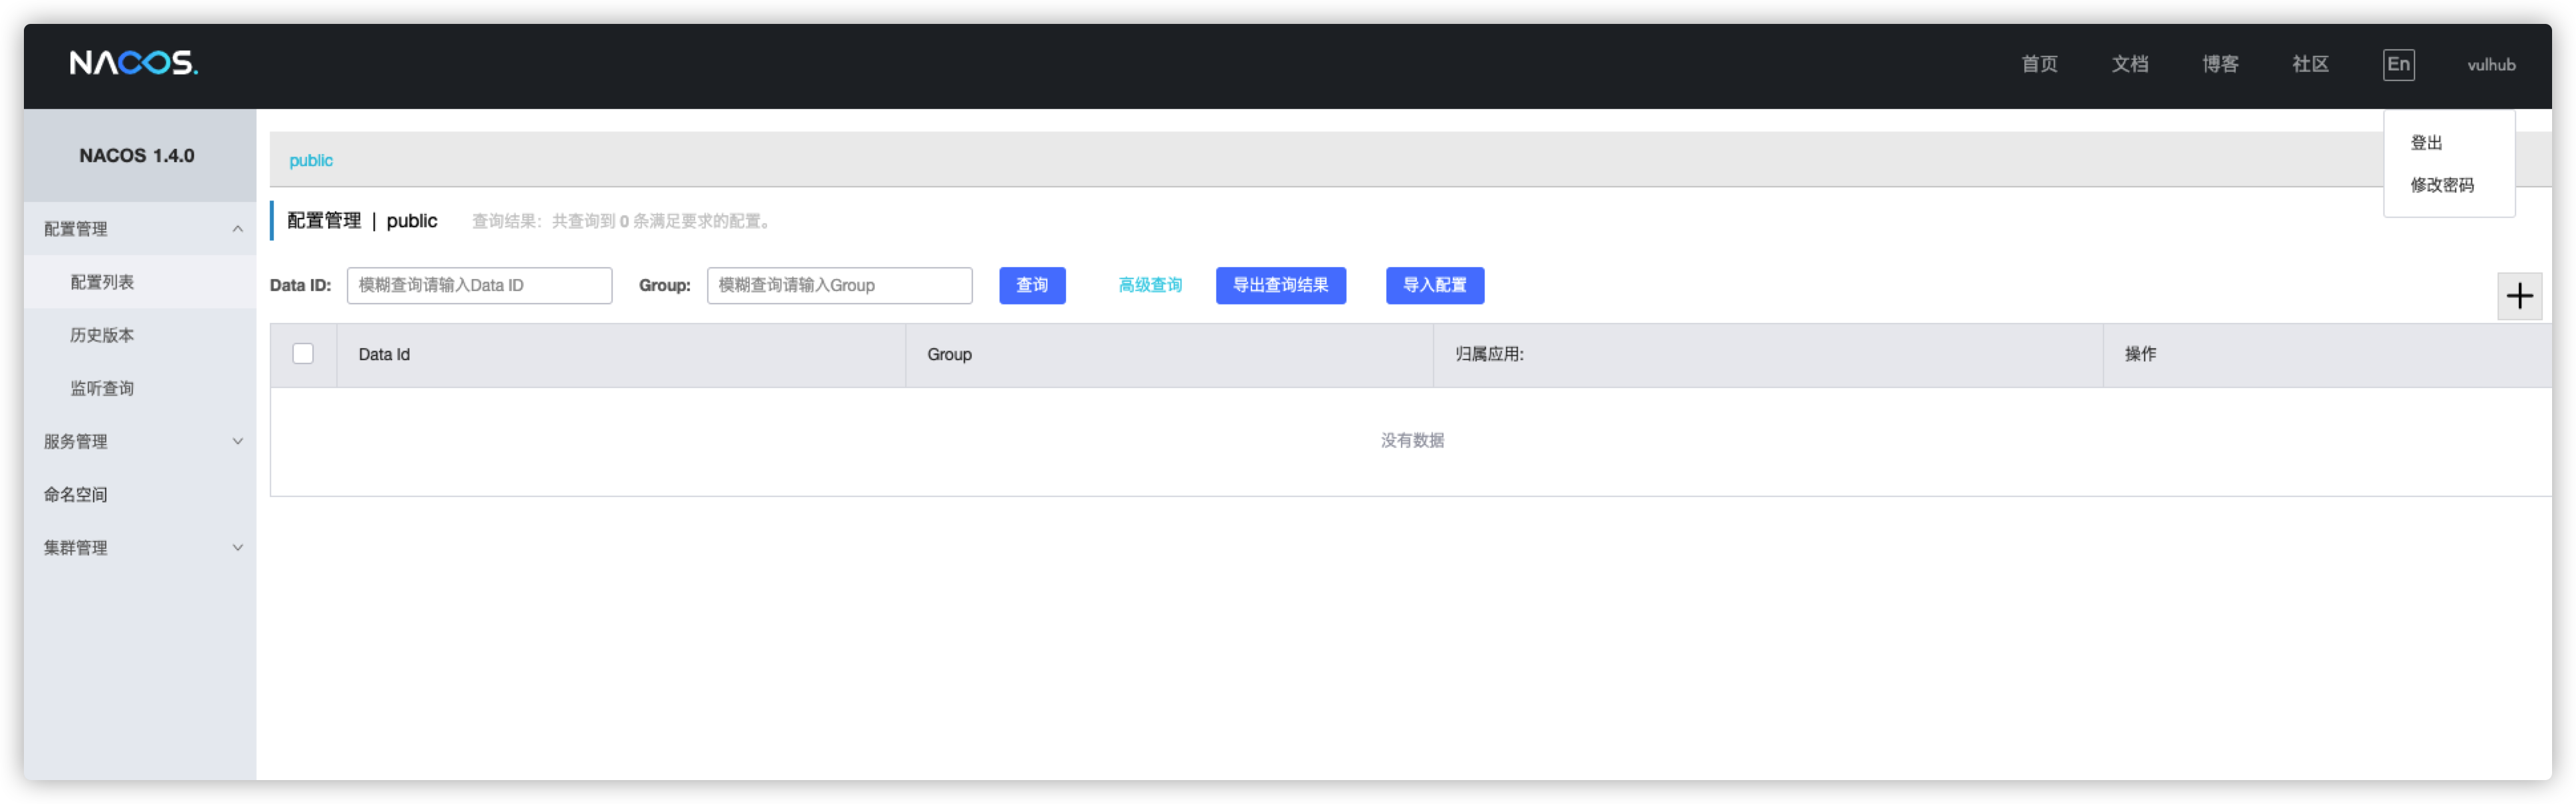 NACOS.
首页 文档 博客 社区 En vulhub
登出
修改密码
NACOS 1.4.0
配置管理
配置列表
历史版本
监听查询
服务管理
命名空间
集群管理
public
配置管理 | public 查询结果：共查询到 0 条满足要求的配置。
Data ID: 模糊查询请输入Data ID Group: 模糊查询请输入Group 查询 高级查询 导出查询结果 导入配置
Data Id Group 归属应用: 操作
没有数据